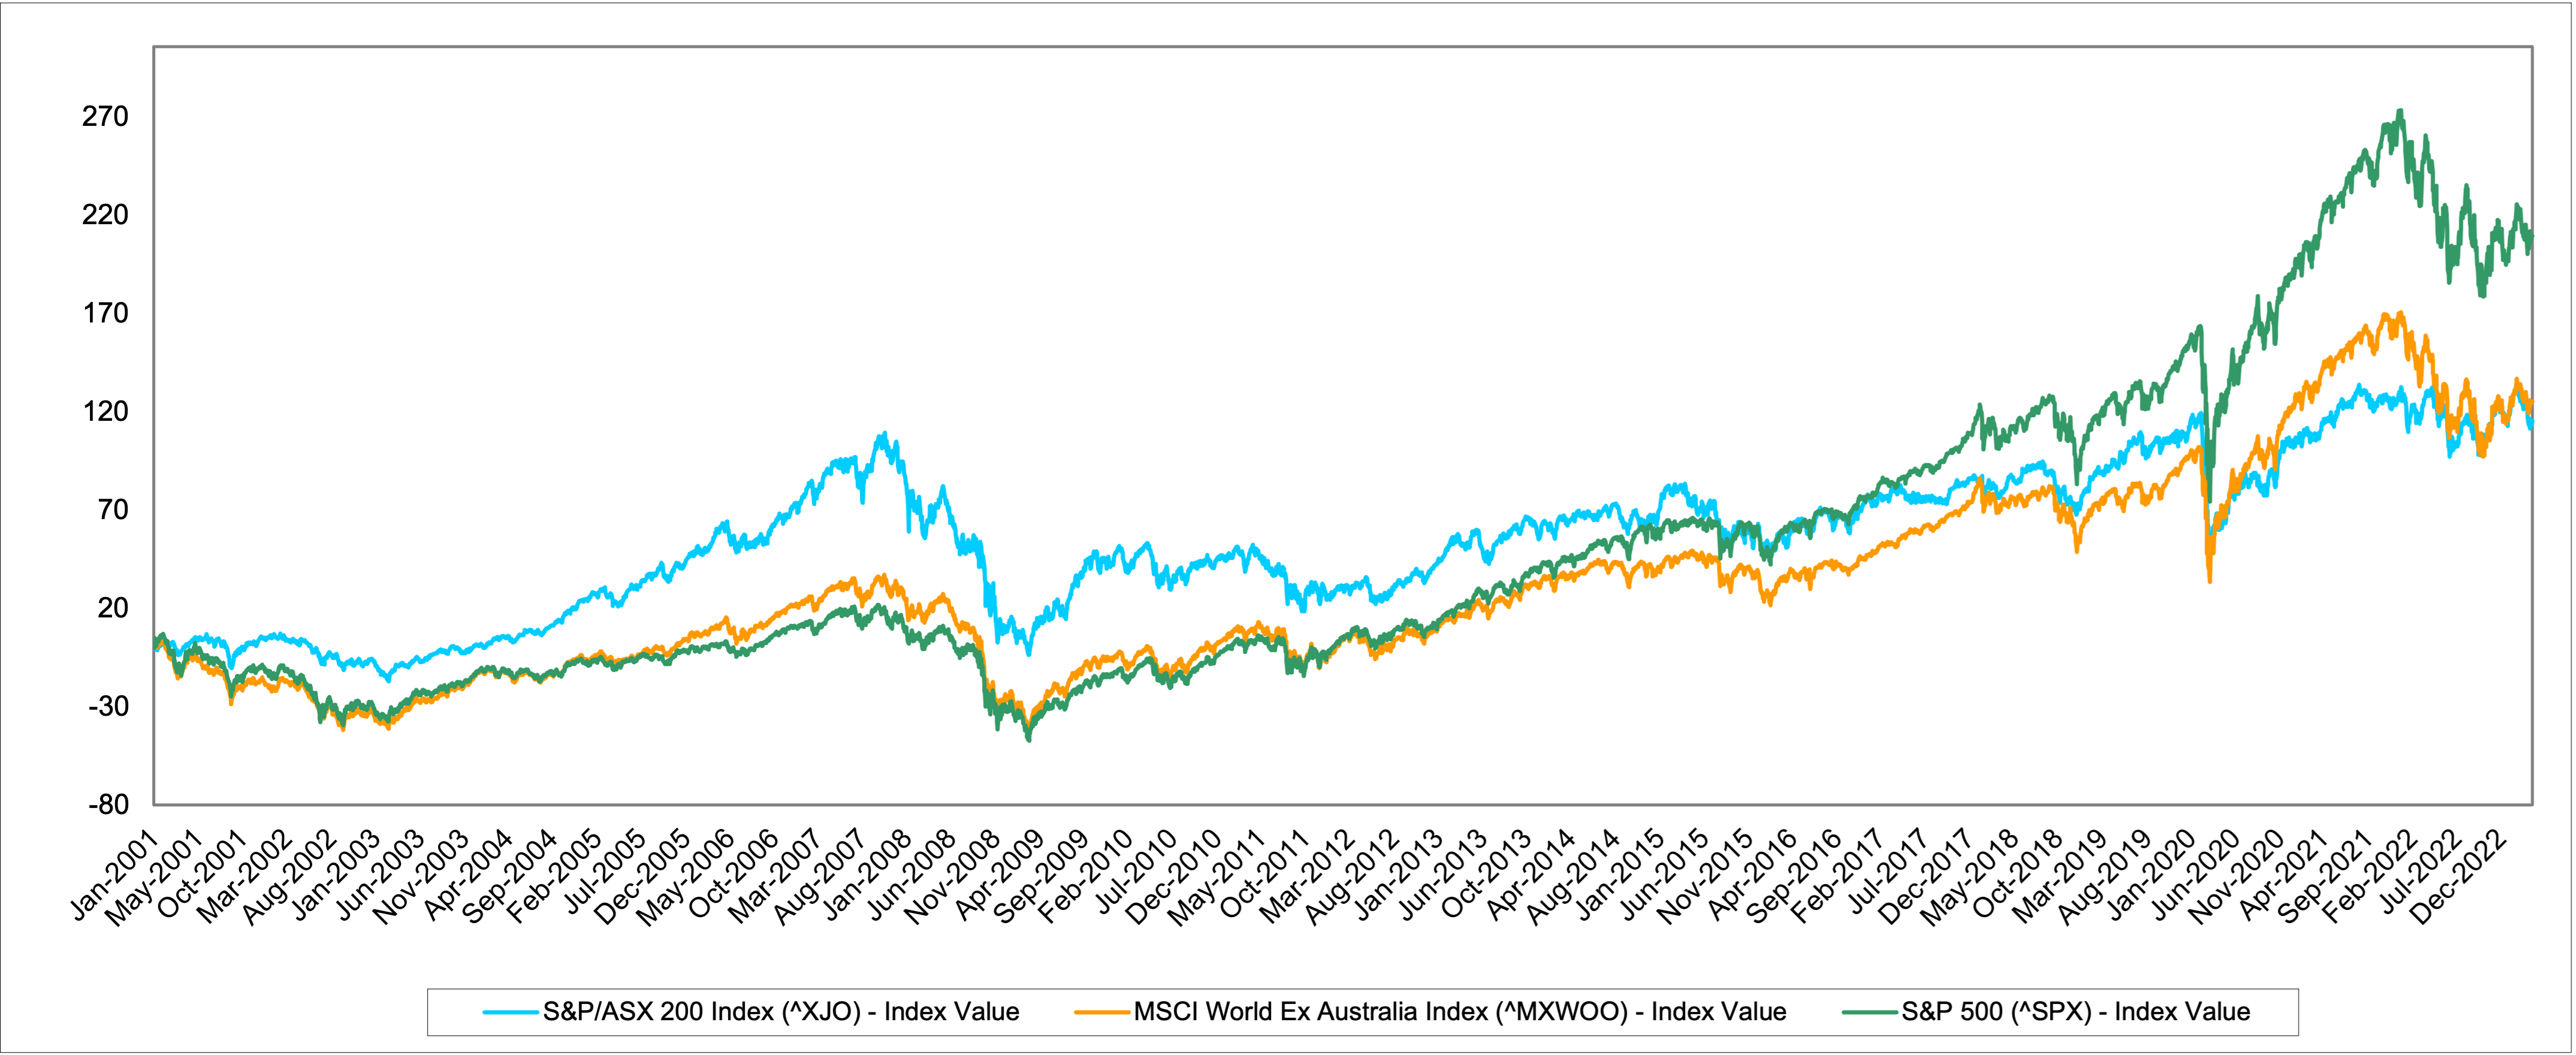 270
220
170
120
70
20
-30
-80
Jan-2001
May-2001
Oct-2001
Mar-2002
Aug-2002
Jan-2003
Jun-2003
Nov-2003
Apr-2004
Sep-2004
Feb-2005
Jul-2005
Dec-2005
May-2006
Oct-2006
Mar-2007
Aug-2007
Jan-2008
Jun-2008
Nov-2008
Apr-2009
Sep-2009
Feb-2010
Jul-2010
Dec-2010
May-2011
Oct-2011
Mar-2012
Aug-2012
Jan-2013
Jun-2013
Oct-2013
Apr-2014
Aug-2014
Jan-2015
Jun-2015
Nov-2015
Apr-2016
Sep-2016
Feb-2017
Jul-2017
Dec-2017
May-2018
Oct-2018
Mar-2019
Aug-2019
Jan-2020
Jun-2020
Nov-2020
Apr-2021
Sep-2021
Feb-2022
Jul-2022
Dec-2022
S&P/ASX 200 Index (^XJO) - Index Value
MSCI World Ex Australia Index (^MXWOO) - Index Value
S&P 500 (^SPX) - Index Value